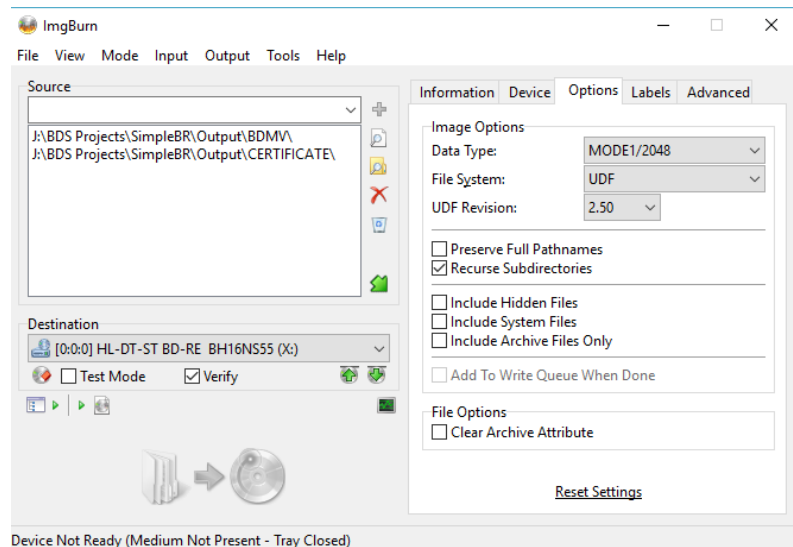 ImgBurn
File View Mode Input Output Tools Help
Source
J:\BDS Projects\SimpleBR\Output\BDMV\
J:\BDS Projects\SimpleBR\Output\CERTIFICATE\
Destination
[0:0:0] HL-DT-ST BD-RE BH16NS55 (X:)
Test Mode Verify
Device Not Ready (Medium Not Present - Tray Closed)
Information Device Options Labels Advanced
Image Options
Data Type: MODE1/2048
File System: UDF
UDF Revision: 2.50
Preserve Full Pathnames
Recurse Subdirectories
Include Hidden Files
Include System Files
Include Archive Files Only
Add To Write Queue When Done
File Options
Clear Archive Attribute
Reset Settings